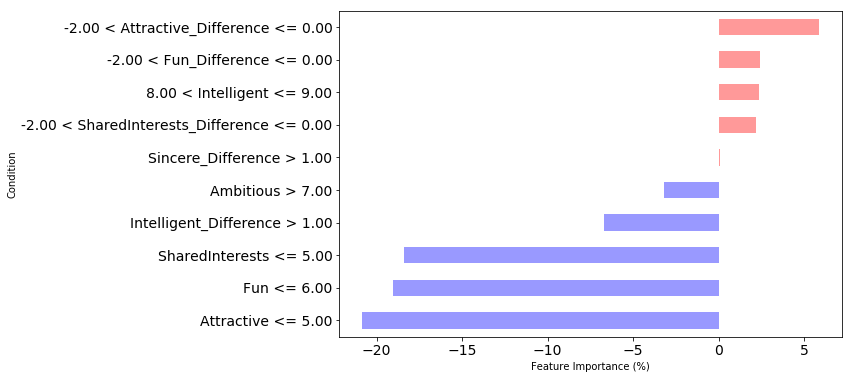 -2.00 < Attractive_Difference <= 0.00
-2.00 < Fun_Difference <= 0.00
8.00 < Intelligent <= 9.00
-2.00 < SharedInterests_Difference <= 0.00
Sincere_Difference > 1.00
Ambitious > 7.00
Intelligent_Difference > 1.00
SharedInterests <= 5.00
Fun <= 6.00
Attractive <= 5.00
Condition
−20 −15 −10 −5 0 5
Feature Importance (%)